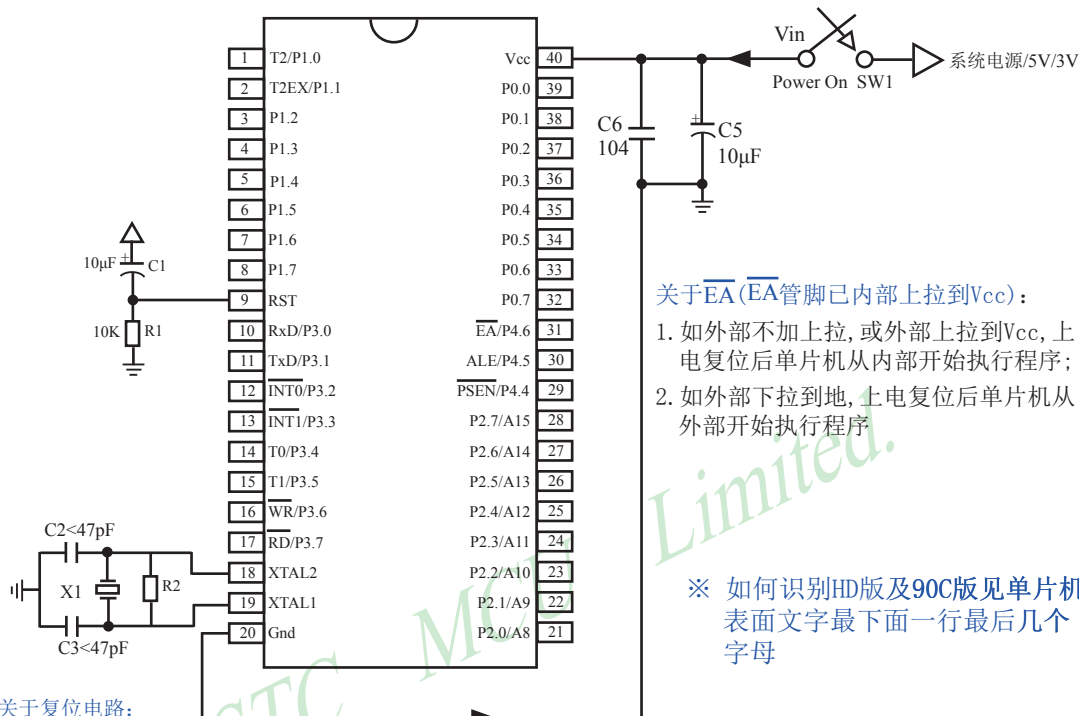 Vin
Power On SW1
系统电源/5V/3V
1 T2/P1.0
2 T2EX/P1.1
3 P1.2
4 P1.3
5 P1.4
6 P1.5
7 P1.6
8 P1.7
9 RST
10 RxD/P3.0
11 TxD/P3.1
12 INT0/P3.2
13 INT1/P3.3
14 T0/P3.4
15 T1/P3.5
16 WR/P3.6
17 RD/P3.7
18 XTAL2
19 XTAL1
20 Gnd
Vcc 40
P0.0 39
P0.1 38
P0.2 37
P0.3 36
P0.4 35
P0.5 34
P0.6 33
P0.7 32
EA/P4.6 31
ALE/P4.5 30
PSEN/P4.4 29
P2.7/A15 28
P2.6/A14 27
P2.5/A13 26
P2.4/A12 25
P2.3/A11 24
P2.2/A10 23
P2.1/A9 22
P2.0/A8 21
C6
104
+
C5
10μF
10μF + C1
10K R1
C2<47pF
X1 R2
C3<47pF
关于EA(EA管脚已内部上拉到Vcc):
1.如外部不加上拉,或外部上拉到Vcc,上
电复位后单片机从内部开始执行程序;
2.如外部下拉到地,上电复位后单片机从
外部开始执行程序
※ 如何识别HD版及90C版见单片机
表面文字最下面一行最后几个
字母
关于复位电路:
STC MCU Limited.